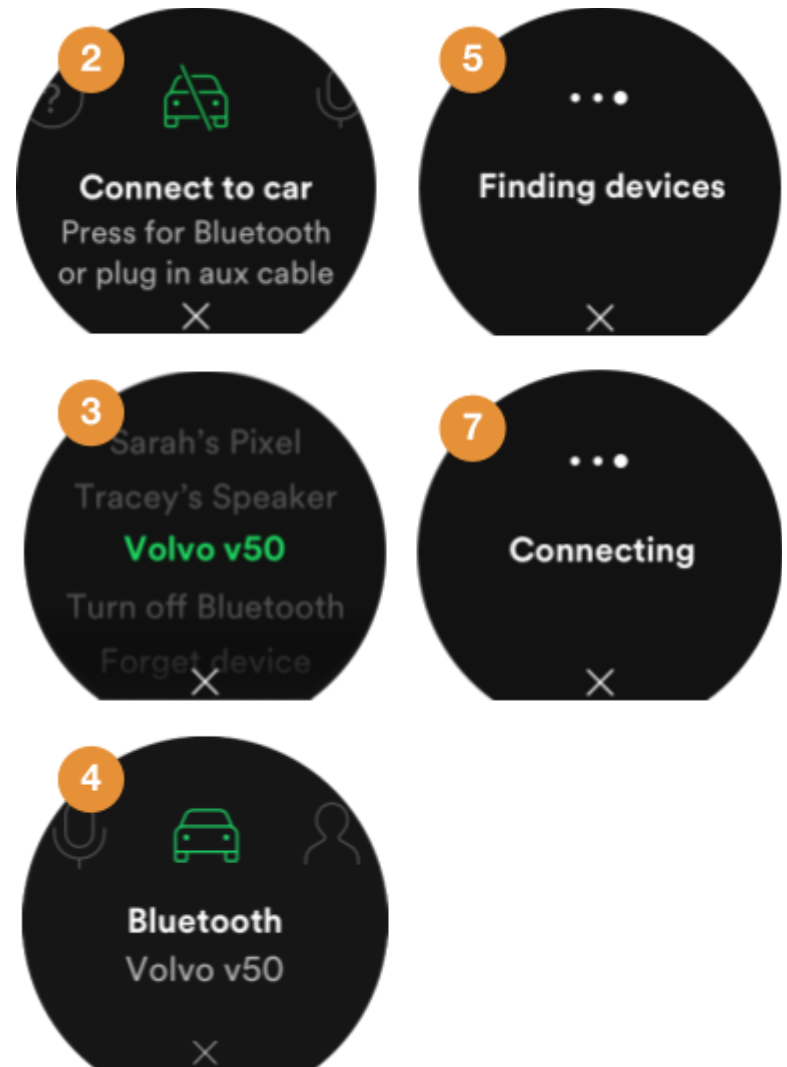 2
?
Connect to car
Press for Bluetooth
or plug in aux cable
5
Finding devices
3
Sarah's Pixel
Tracey's Speaker
Volvo v50
Turn off Bluetooth
Forget device
7
Connecting
4
Bluetooth
Volvo v50